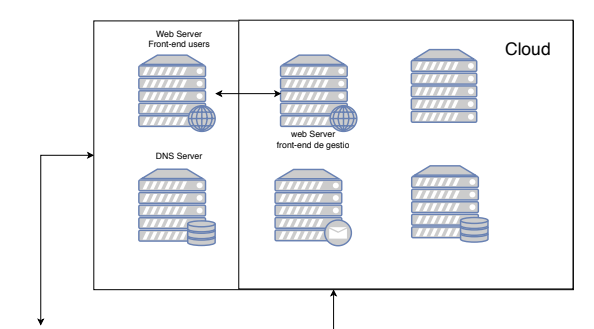 Web Server
Front-end users
Cloud
web Server
front-end de gestio
DNS Server